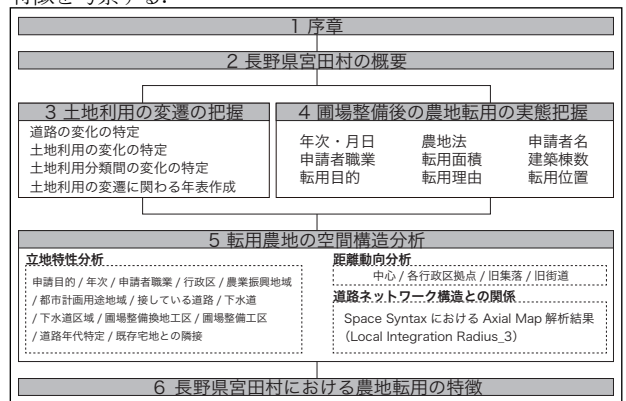 特徴を考察する.
1 序章
2 長野県宮田村の概要
3 土地利用の変遷の把握
道路の変化の特定
土地利用の変化の特定
土地利用分類間の変化の特定
土地利用の変遷に関わる年表作成
4 圃場整備後の農地転用の実態把握
年次・月日 農地法 申請者名
申請者職業 転用面積 建築棟数
転用目的 転用理由 転用位置
5 転用農地の空間構造分析
立地特性分析
申請目的 / 年次 / 申請者職業 / 行政区 / 農業振興地域
/ 都市計画用途地域 / 接している道路 / 下水道
/ 下水道区域 / 圃場整備換地工区 / 圃場整備工区
/ 道路年代特定 / 既存宅地との隣接
距離動向分析
中心 / 各行政区拠点 / 旧集落 / 旧街道
道路ネットワーク構造との関係
Space Syntax における Axial Map 解析結果
（Local Integration Radius_3）
6 長野県宮田村における農地転用の特徴